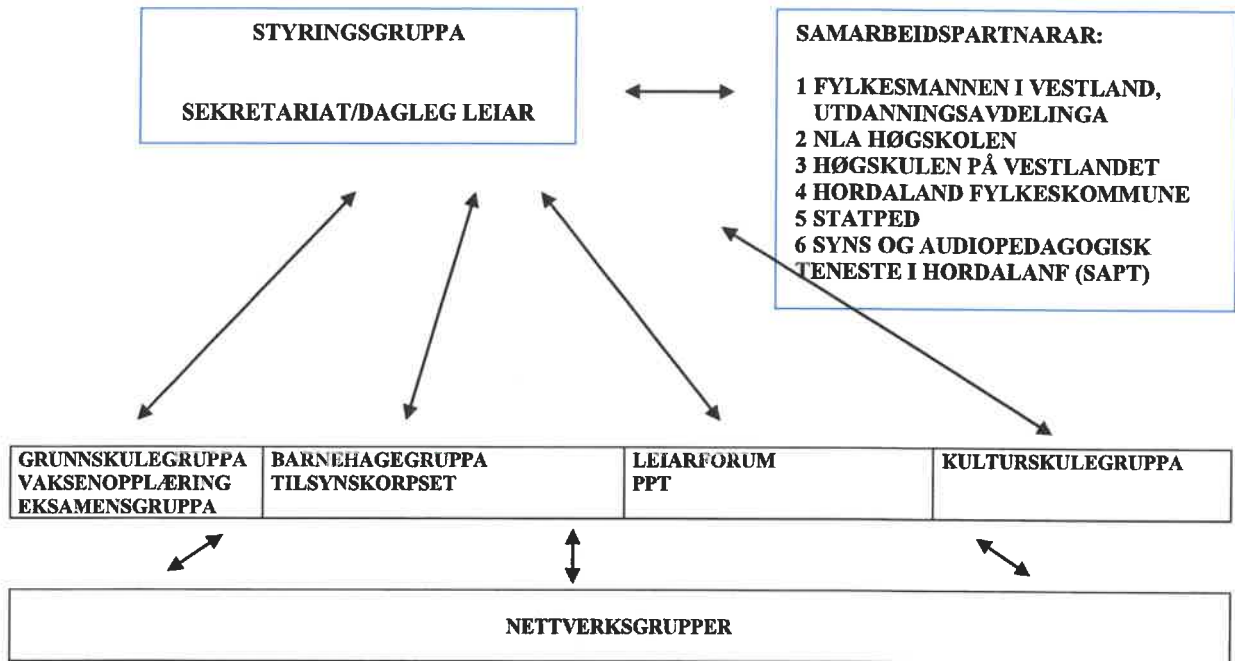 STYRINGSGRUPPA
SEKRETARIAT/DAGLEG LEIAR
SAMARBEIDSPARTNARAR:
1 FYLKESMANNEN I VESTLAND,
UTDANNINGSAVDELINGA
2 NLA HØGSKOLEN
3 HØGSKULEN PÅ VESTLANDET
4 HORDALAND FYLKESKOMMUNE
5 STATPED
6 SYNS OG AUDIOPEDAGOGISK
TENESTE I HORDALANF (SAPT)
GRUNNSKULEGRUPPA
VAKSENOPPLÆRING
EKSAMENSGRUPPA
BARNEHAGEGRUPPA
TILSYNSKORPSET
LEIARFORUM
PPT
KULTURSKULEGRUPPA
NETTVERKSGRUPPER